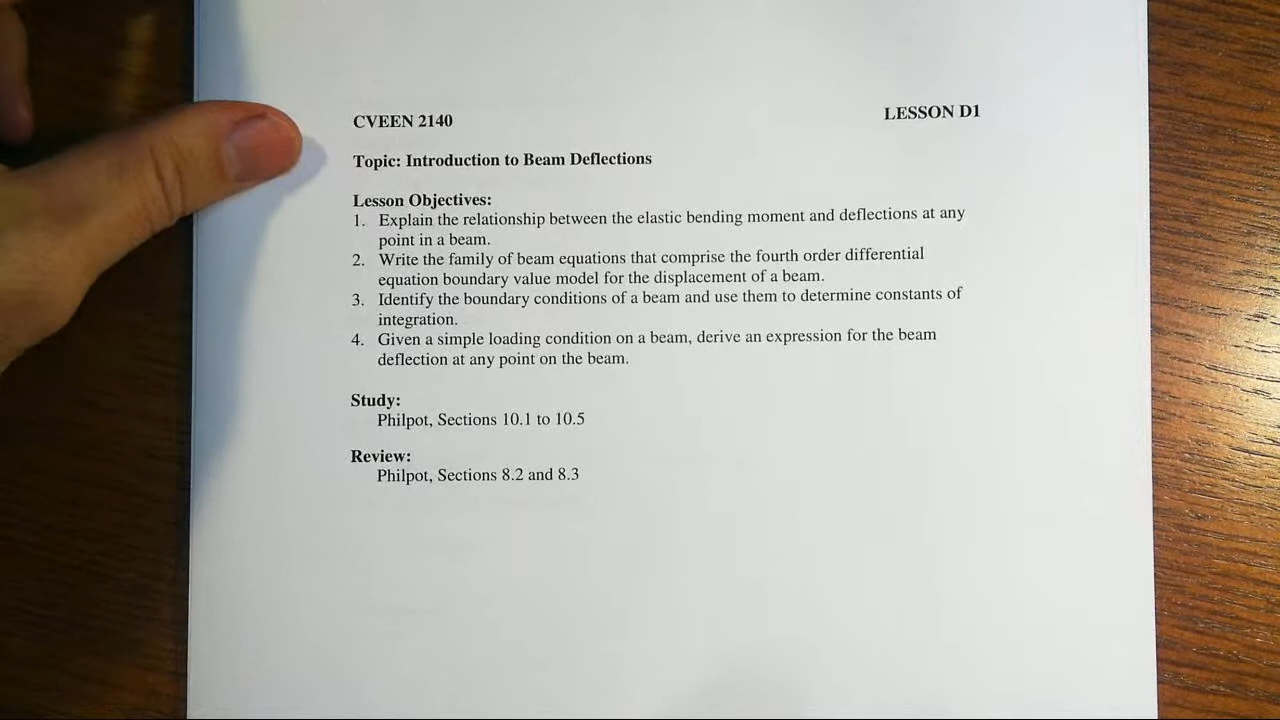 CVEEN 2140 LESSON D1
Topic: Introduction to Beam Deflections
Lesson Objectives:
1. Explain the relationship between the elastic bending moment and deflections at any
point in a beam.
2. Write the family of beam equations that comprise the fourth order differential
equation boundary value model for the displacement of a beam.
3. Identify the boundary conditions of a beam and use them to determine constants of
integration.
4. Given a simple loading condition on a beam, derive an expression for the beam
deflection at any point on the beam.
Study:
Philpot, Sections 10.1 to 10.5
Review:
Philpot, Sections 8.2 and 8.3